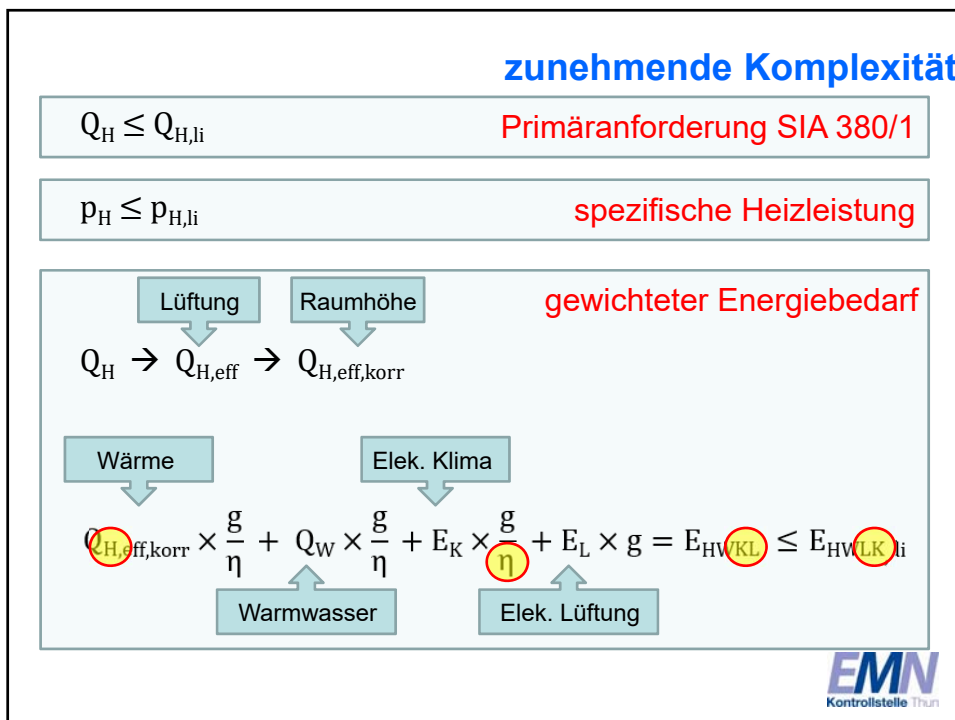 zunehmende Komplexität
Q_H ≤ Q_H,li Primäranforderung SIA 380/1
p_H ≤ p_H,li spezifische Heizleistung
Lüftung Raumhöhe gewichteter Energiebedarf
Q_H → Q_H,eff → Q_H,eff,korr
Wärme Elek. Klima
Q_H,eff,korr × g/η + Q_W × g/η + E_K × g/η + E_L × g = E_HWKL ≤ E_HWLK,li
Warmwasser Elek. Lüftung
EMN
Kontrollstelle Thun